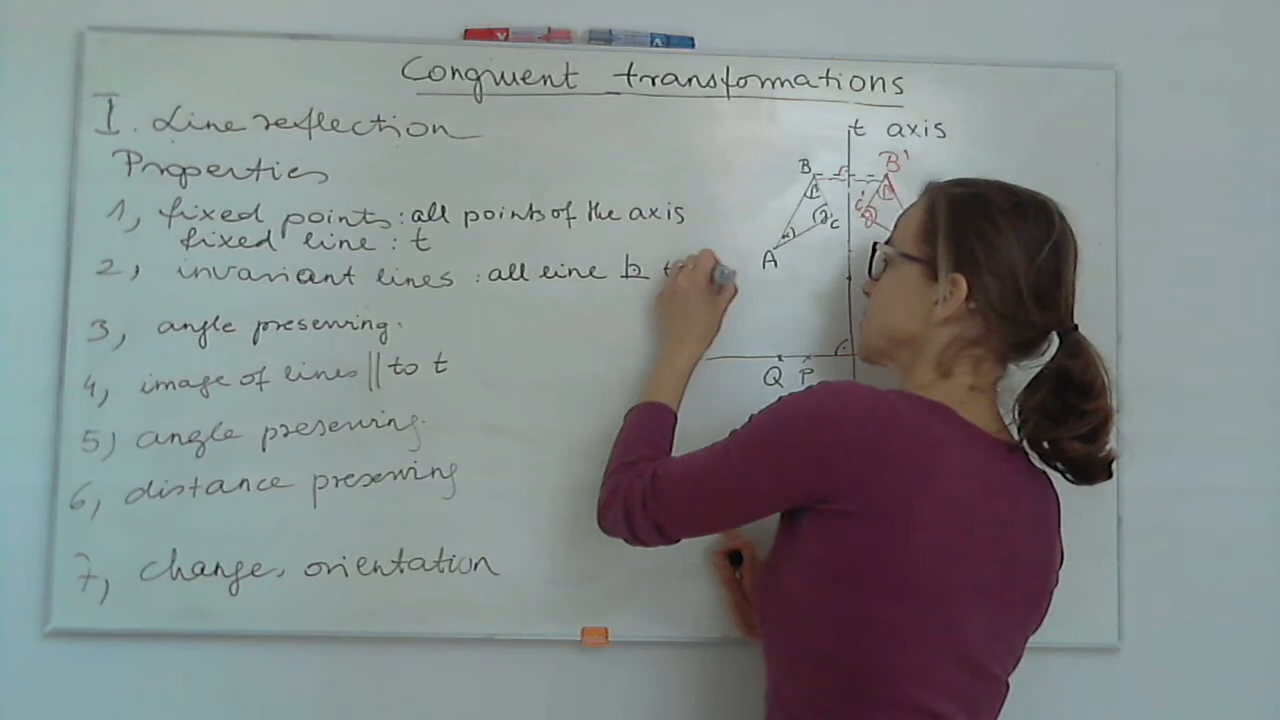 Congruent transformations
I. Line reflection
Properties
1, fixed points: all points of the axis
fixed line: t
2, invariant lines: all line ⊥ t
3, angle preserving.
4, image of lines || to t
5) angle preserving.
6, distance preserving
7, change orientation
t axis
B B'
α γ C C' γ
A
Q P